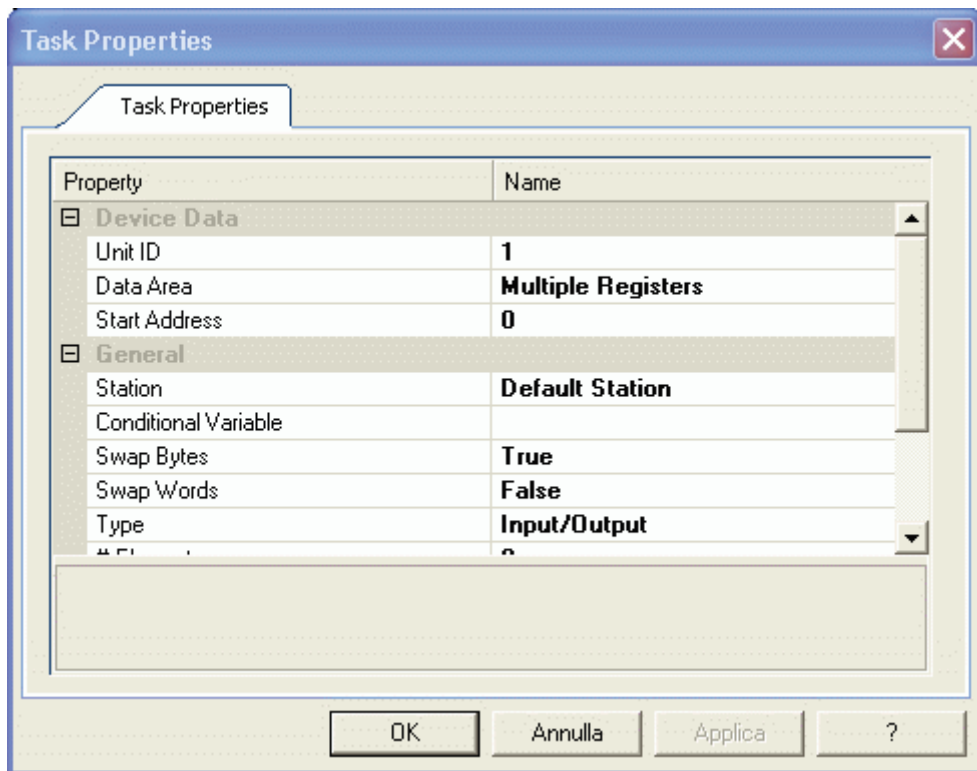 Task Properties
Task Properties
Property Name
Device Data
Unit ID 1
Data Area Multiple Registers
Start Address 0
General
Station Default Station
Conditional Variable
Swap Bytes True
Swap Words False
Type Input/Output
OK Annulla Applica ?